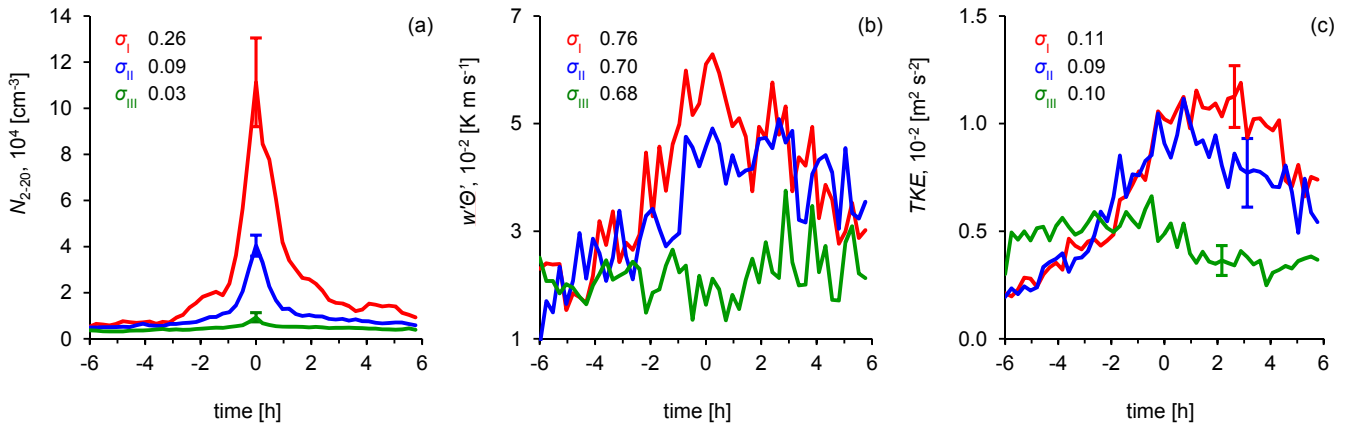 (a)
N2-20, 10^4 [cm-3]
14
12
10
8
6
4
2
0
σI 0.26
σII 0.09
σIII 0.03
-6 -4 -2 0 2 4 6
time [h]
(b)
w'Θ', 10^-2 [K m s-1]
7
5
3
1
σI 0.76
σII 0.70
σIII 0.68
-6 -4 -2 0 2 4 6
time [h]
(c)
TKE, 10^-2 [m2 s-2]
1.5
1.0
0.5
0.0
σI 0.11
σII 0.09
σIII 0.10
-6 -4 -2 0 2 4 6
time [h]